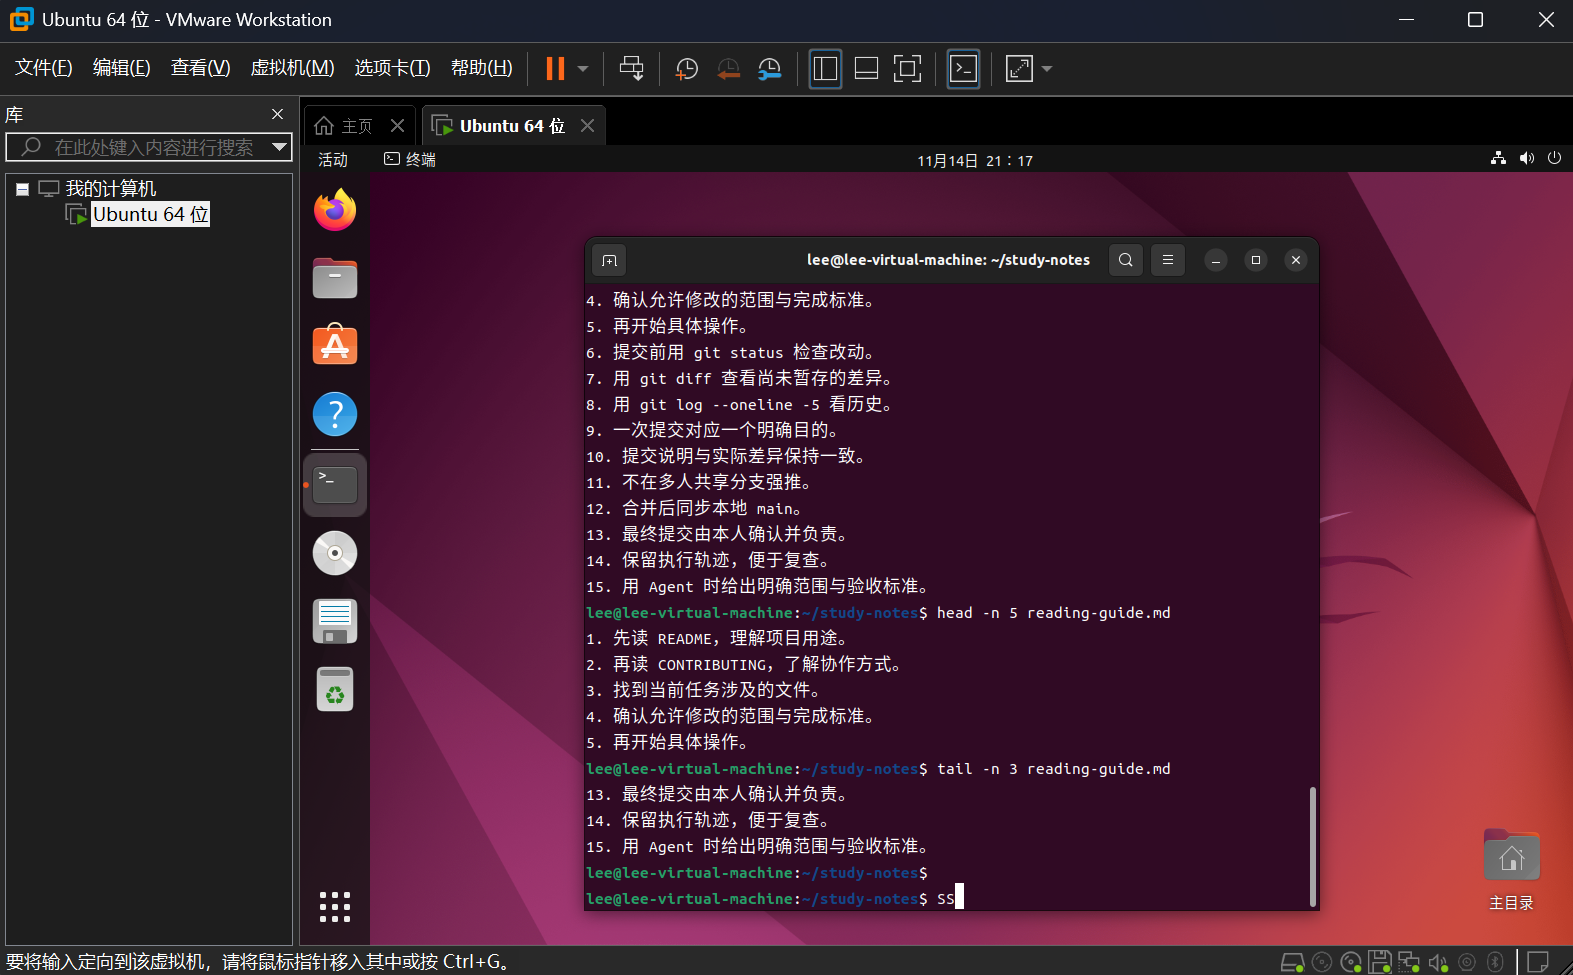 Ubuntu 64 位 - VMware Workstation
文件(F) 编辑(E) 查看(V) 虚拟机(M) 选项卡(T) 帮助(H)
库
在此处键入内容进行搜索
我的计算机
Ubuntu 64 位
主页 Ubuntu 64 位
活动 终端 11月14日 21：17
lee@lee-virtual-machine: ~/study-notes
4. 确认允许修改的范围与完成标准。
5. 再开始具体操作。
6. 提交前用 git status 检查改动。
7. 用 git diff 查看尚未暂存的差异。
8. 用 git log --oneline -5 看历史。
9. 一次提交对应一个明确目的。
10. 提交说明与实际差异保持一致。
11. 不在多人共享分支强推。
12. 合并后同步本地 main。
13. 最终提交由本人确认并负责。
14. 保留执行轨迹，便于复查。
15. 用 Agent 时给出明确范围与验收标准。
lee@lee-virtual-machine:~/study-notes$ head -n 5 reading-guide.md
1. 先读 README，理解项目用途。
2. 再读 CONTRIBUTING，了解协作方式。
3. 找到当前任务涉及的文件。
4. 确认允许修改的范围与完成标准。
5. 再开始具体操作。
lee@lee-virtual-machine:~/study-notes$ tail -n 3 reading-guide.md
13. 最终提交由本人确认并负责。
14. 保留执行轨迹，便于复查。
15. 用 Agent 时给出明确范围与验收标准。
lee@lee-virtual-machine:~/study-notes$
lee@lee-virtual-machine:~/study-notes$ SS
主目录
要将输入定向到该虚拟机，请将鼠标指针移入其中或按 Ctrl+G。